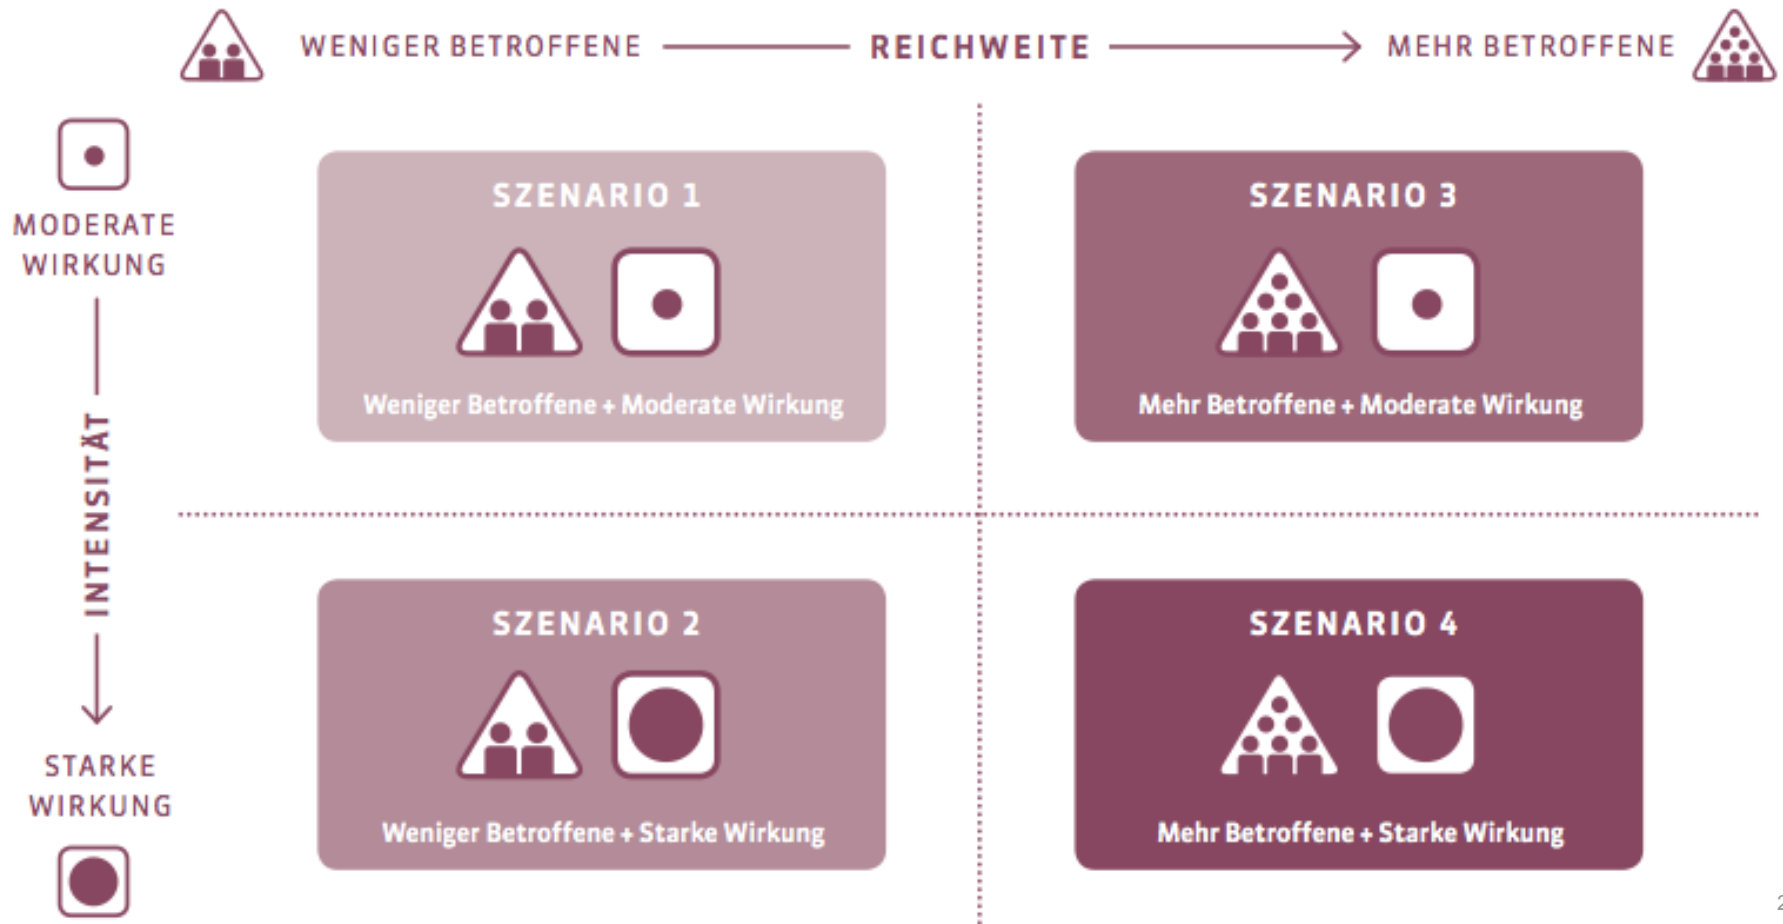 WENIGER BETROFFENE
REICHWEITE
MEHR BETROFFENE
MODERATE
WIRKUNG
INTENSITÄT
STARKE
WIRKUNG
SZENARIO 1
Weniger Betroffene + Moderate Wirkung
SZENARIO 3
Mehr Betroffene + Moderate Wirkung
SZENARIO 2
Weniger Betroffene + Starke Wirkung
SZENARIO 4
Mehr Betroffene + Starke Wirkung